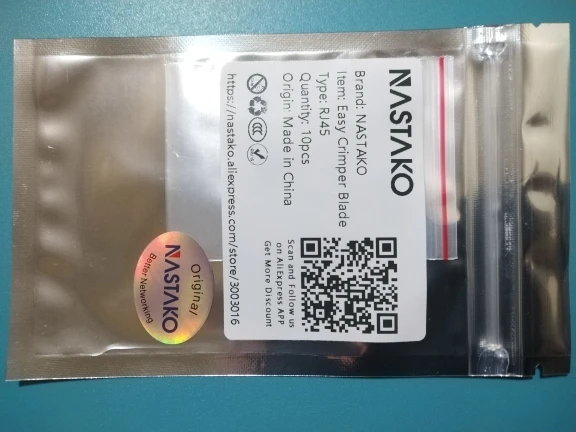 NASTAKO
Brand: NASTAKO
Item: Easy Crimper Blade
Type: RJ45
Quantity: 10pcs
Origin: Made in China
Scan and Follow us
on AliExpress APP
Get More Discount
https://nastako.aliexpress.com/store/3003016
Original
NASTAKO
Better Networking